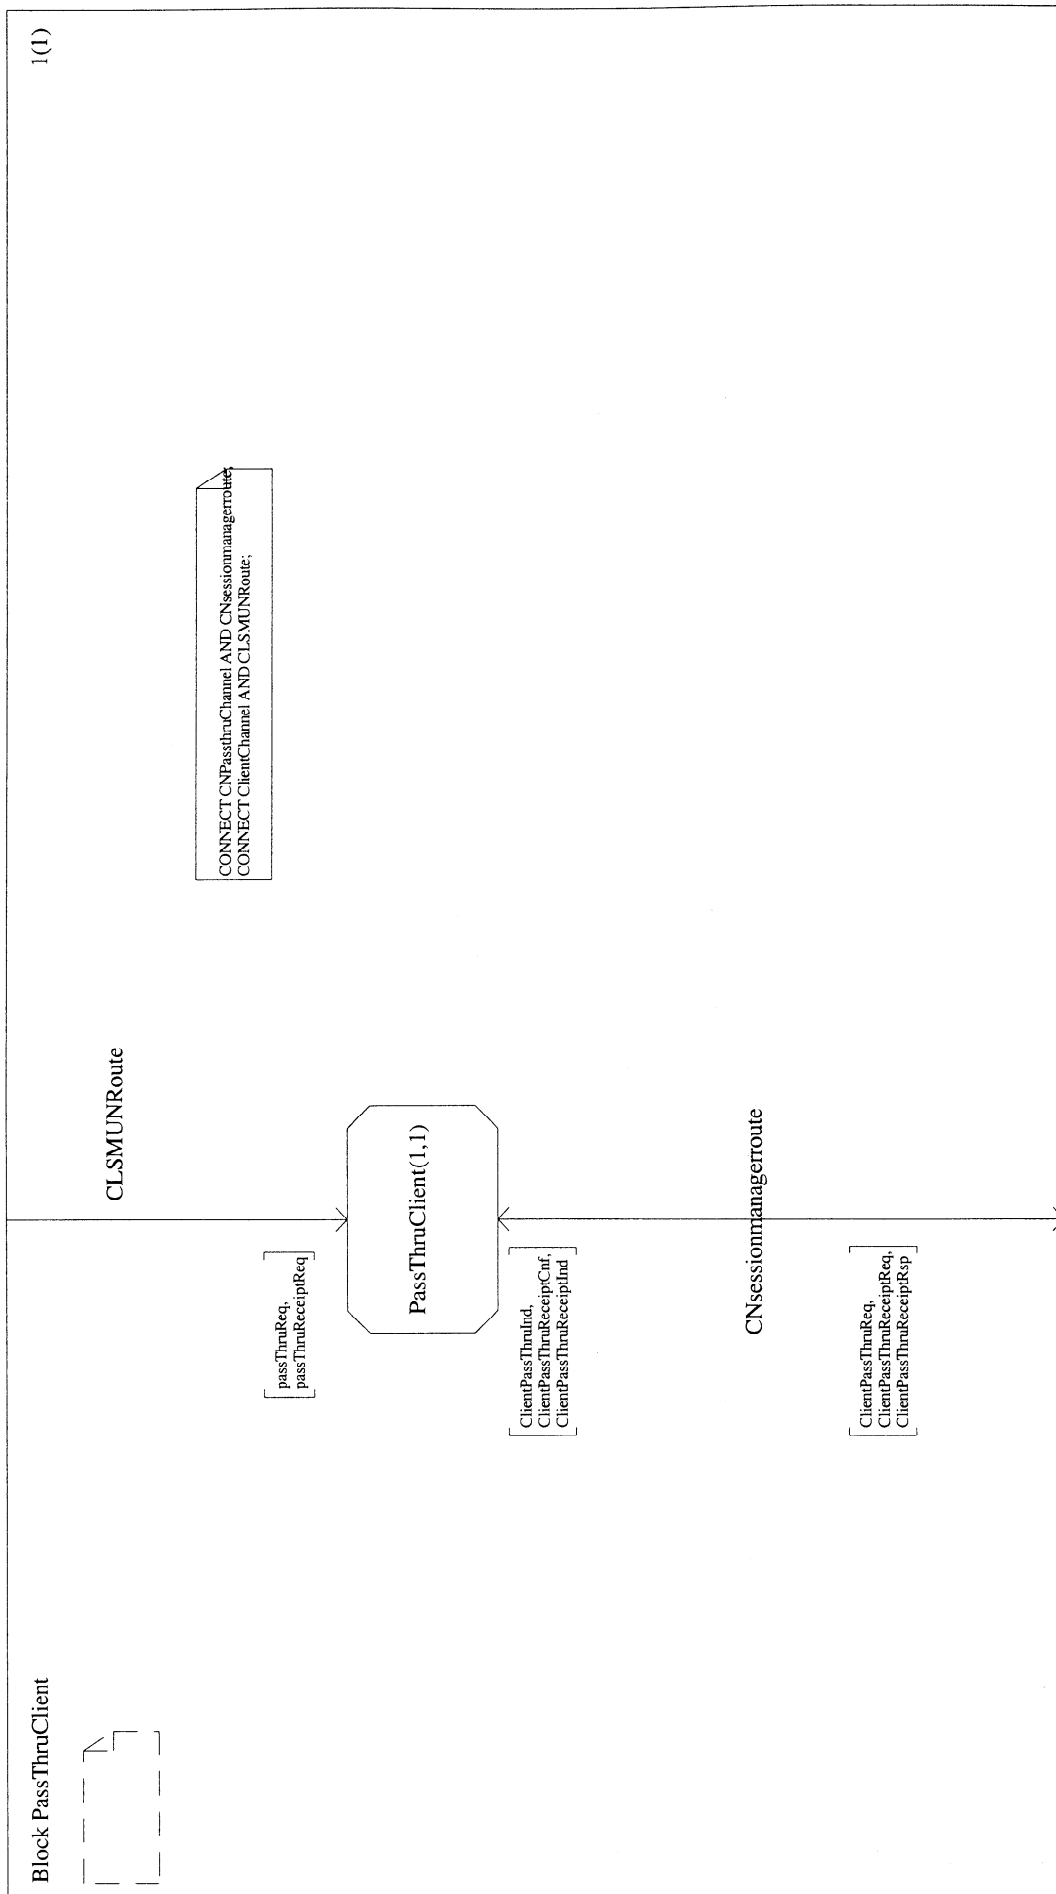 Block PassThruClient
1(1)
CLSMUNRoute
CONNECT CNPassthruChannel AND CNsessionmanagerroute;
CONNECT ClientChannel AND CLSMUNRoute;
passThruReq,
passThruReceiptReq
PassThruClient(1,1)
ClientPassThruInd,
ClientPassThruReceiptCnf,
ClientPassThruReceiptInd
CNsessionmanagerroute
ClientPassThruReq,
ClientPassThruReceiptReq,
ClientPassThruReceiptRsp